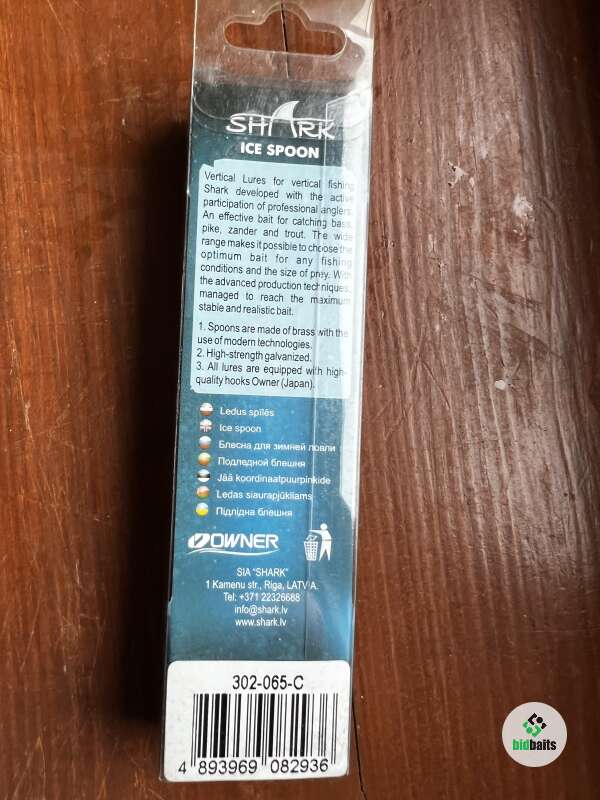 SHARK
ICE SPOON
Vertical Lures for vertical fishing
Shark developed with the active
participation of professional anglers.
An effective bait for catching bass,
pike, zander and trout. The wide
range makes it possible to choose the
optimum bait for any fishing
conditions and the size of prey. With
the advanced production techniques,
managed to reach the maximum
stable and realistic bait.
1. Spoons are made of brass with the
use of modern technologies.
2. High-strength galvanized.
3. All lures are equipped with high-
quality hooks Owner (Japan).
Ledus spīlēs
Ice spoon
Блесна для зимней ловли
Подледной блешня
Jää koordinaatpuurpinkide
Ledas siaurapjūkliams
Підлідна блешня
OWNER
SIA "SHARK"
1 Kamenu str., Riga, LATVIA.
Tel: +371 22326688
info@shark.lv
www.shark.lv
302-065-C
4 893969 082936
bidbaits